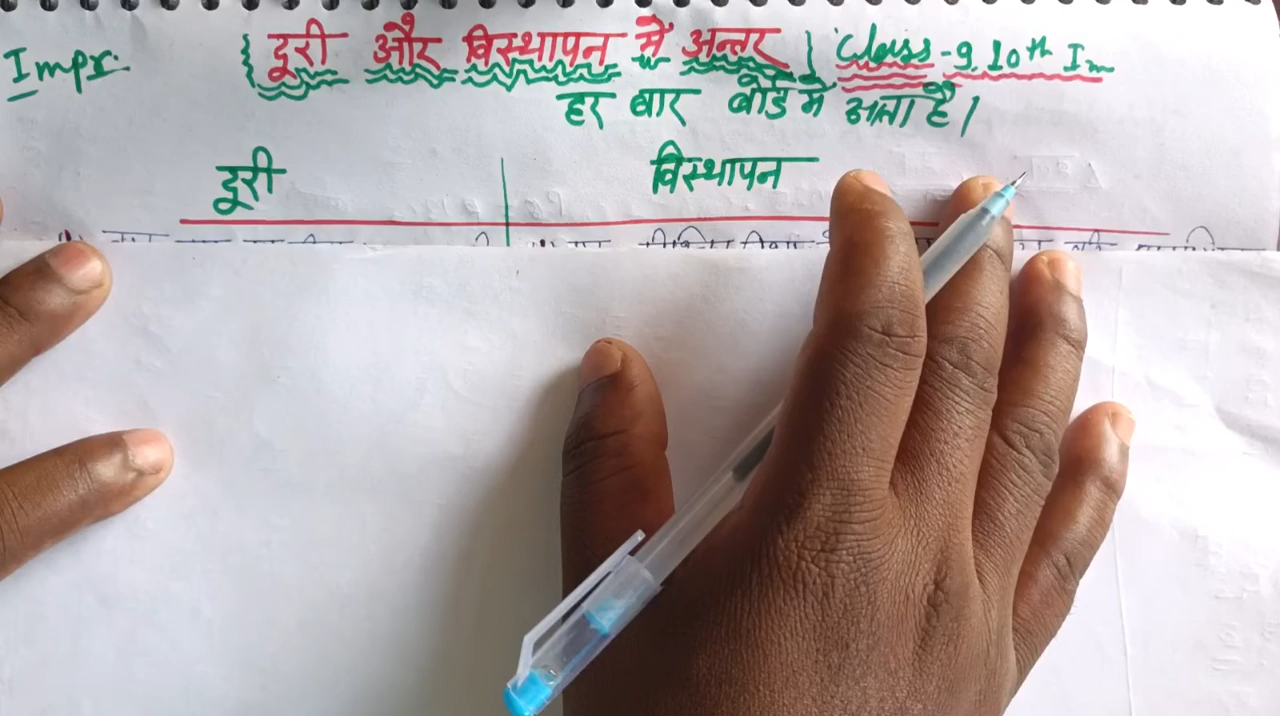 Impr.
{दूरी और विस्थापन में अन्तर} Class-9,10th Im
हर बार बोर्ड में आता है।
दूरी विस्थापन